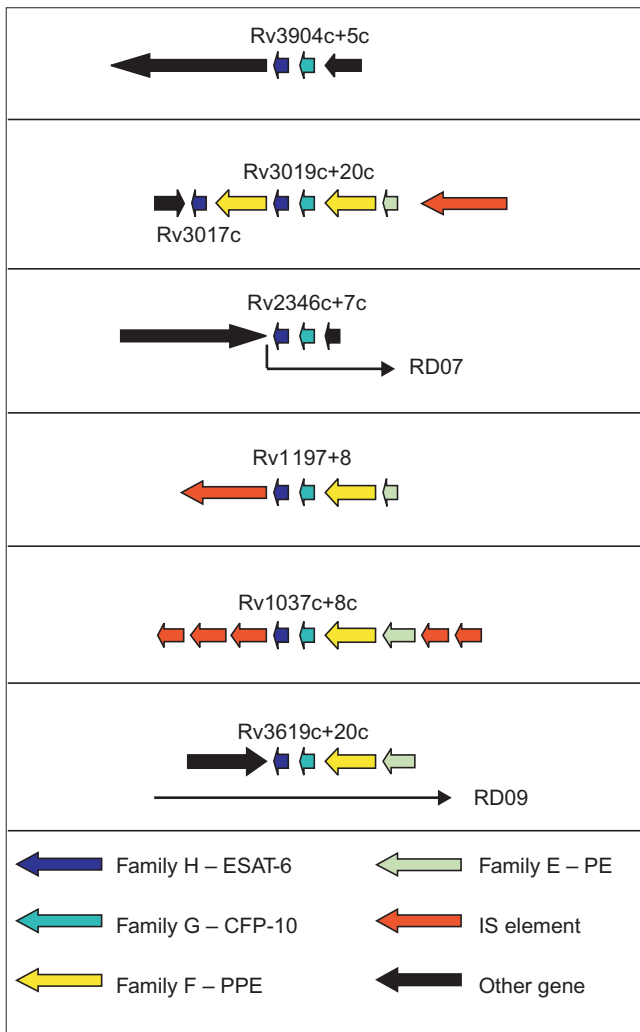 Rv3904c+5c
Rv3019c+20c
Rv3017c
Rv2346c+7c
RD07
Rv1197+8
Rv1037c+8c
Rv3619c+20c
RD09
Family H – ESAT-6
Family E – PE
Family G – CFP-10
IS element
Family F – PPE
Other gene